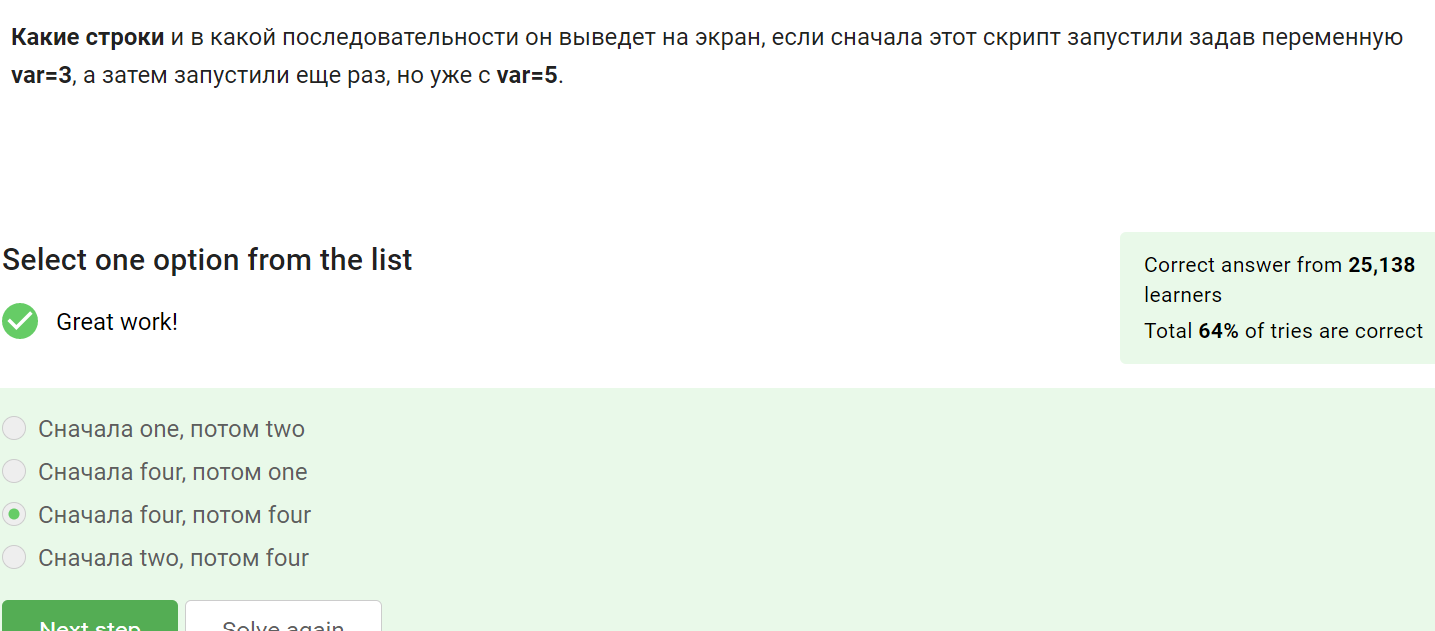 Какие строки и в какой последовательности он выведет на экран, если сначала этот скрипт запустили задав переменную
var=3, а затем запустили еще раз, но уже с var=5.
Select one option from the list
Great work!
Correct answer from 25,138
learners
Total 64% of tries are correct
Сначала one, потом two
Сначала four, потом one
Сначала four, потом four
Сначала two, потом four
Next step
Solve again